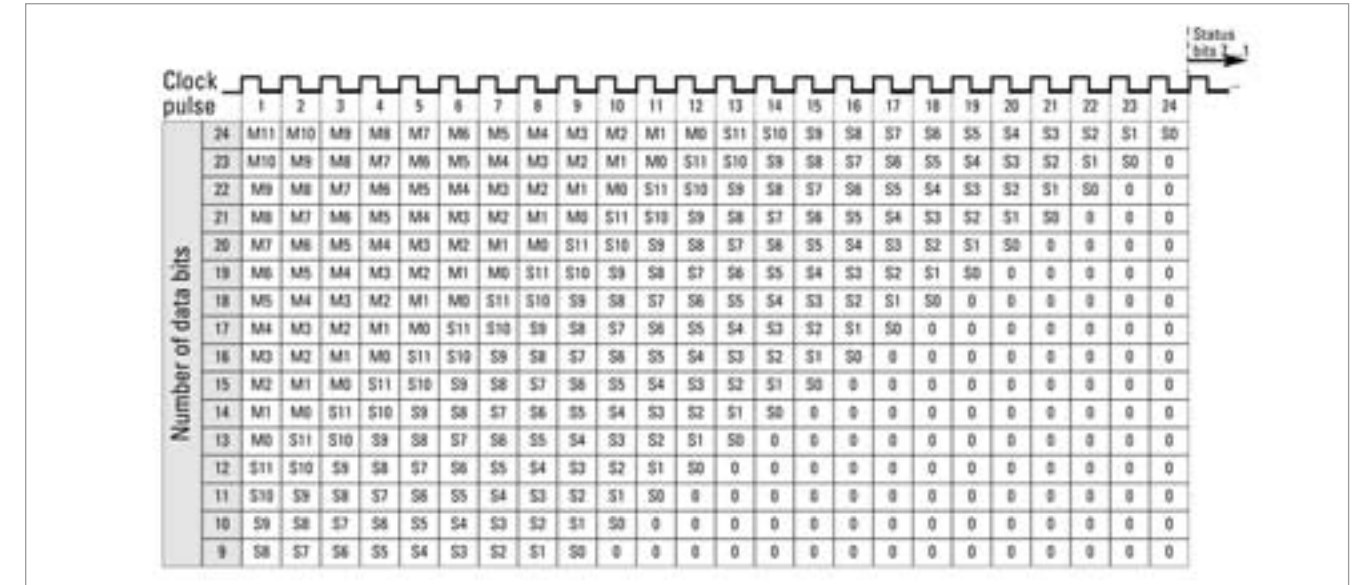 Status
bits
Clock
pulse
1 2 3 4 5 6 7 8 9 10 11 12 13 14 15 16 17 18 19 20 21 22 23 24
Number of data bits
24 M11 M10 M9 M8 M7 M6 M5 M4 M3 M2 M1 M0 S11 S10 S9 S8 S7 S6 S5 S4 S3 S2 S1 S0
23 M10 M9 M8 M7 M6 M5 M4 M3 M2 M1 M0 S11 S10 S9 S8 S7 S6 S5 S4 S3 S2 S1 S0 0
22 M9 M8 M7 M6 M5 M4 M3 M2 M1 M0 S11 S10 S9 S8 S7 S6 S5 S4 S3 S2 S1 S0 0 0
21 M8 M7 M6 M5 M4 M3 M2 M1 M0 S11 S10 S9 S8 S7 S6 S5 S4 S3 S2 S1 S0 0 0 0
20 M7 M6 M5 M4 M3 M2 M1 M0 S11 S10 S9 S8 S7 S6 S5 S4 S3 S2 S1 S0 0 0 0 0
19 M6 M5 M4 M3 M2 M1 M0 S11 S10 S9 S8 S7 S6 S5 S4 S3 S2 S1 S0 0 0 0 0 0
18 M5 M4 M3 M2 M1 M0 S11 S10 S9 S8 S7 S6 S5 S4 S3 S2 S1 S0 0 0 0 0 0 0
17 M4 M3 M2 M1 M0 S11 S10 S9 S8 S7 S6 S5 S4 S3 S2 S1 S0 0 0 0 0 0 0 0
16 M3 M2 M1 M0 S11 S10 S9 S8 S7 S6 S5 S4 S3 S2 S1 S0 0 0 0 0 0 0 0 0
15 M2 M1 M0 S11 S10 S9 S8 S7 S6 S5 S4 S3 S2 S1 S0 0 0 0 0 0 0 0 0 0
14 M1 M0 S11 S10 S9 S8 S7 S6 S5 S4 S3 S2 S1 S0 0 0 0 0 0 0 0 0 0 0
13 M0 S11 S10 S9 S8 S7 S6 S5 S4 S3 S2 S1 S0 0 0 0 0 0 0 0 0 0 0 0
12 S11 S10 S9 S8 S7 S6 S5 S4 S3 S2 S1 S0 0 0 0 0 0 0 0 0 0 0 0 0
11 S10 S9 S8 S7 S6 S5 S4 S3 S2 S1 S0 0 0 0 0 0 0 0 0 0 0 0 0 0
10 S9 S8 S7 S6 S5 S4 S3 S2 S1 S0 0 0 0 0 0 0 0 0 0 0 0 0 0 0
9 S8 S7 S6 S5 S4 S3 S2 S1 S0 0 0 0 0 0 0 0 0 0 0 0 0 0 0 0